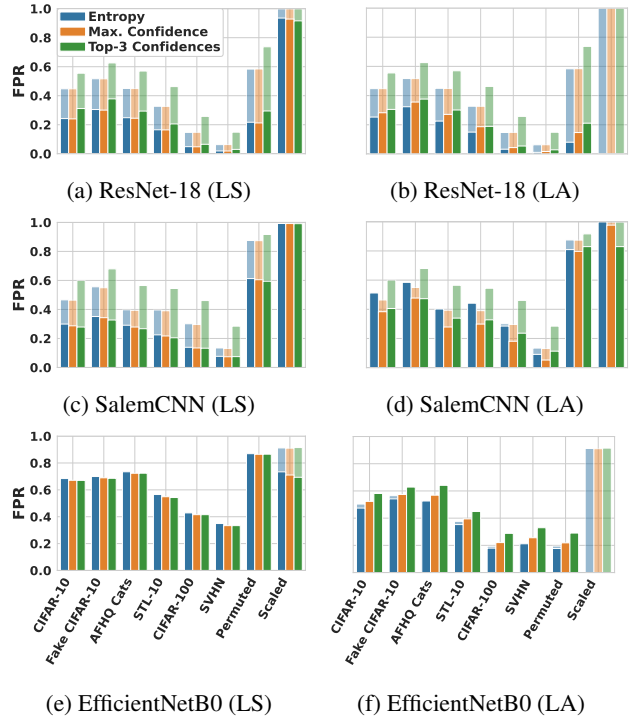 Entropy
Max. Confidence
Top-3 Confidences
FPR
1.0
0.8
0.6
0.4
0.2
0.0
(a) ResNet-18 (LS)
(b) ResNet-18 (LA)
FPR
1.0
0.8
0.6
0.4
0.2
0.0
(c) SalemCNN (LS)
(d) SalemCNN (LA)
FPR
1.0
0.8
0.6
0.4
0.2
0.0
CIFAR-10
Fake CIFAR-10
AFHQ Cats
STL-10
CIFAR-100
SVHN
Permuted
Scaled
CIFAR-10
Fake CIFAR-10
AFHQ Cats
STL-10
CIFAR-100
SVHN
Permuted
Scaled
(e) EfficientNetB0 (LS)
(f) EfficientNetB0 (LA)